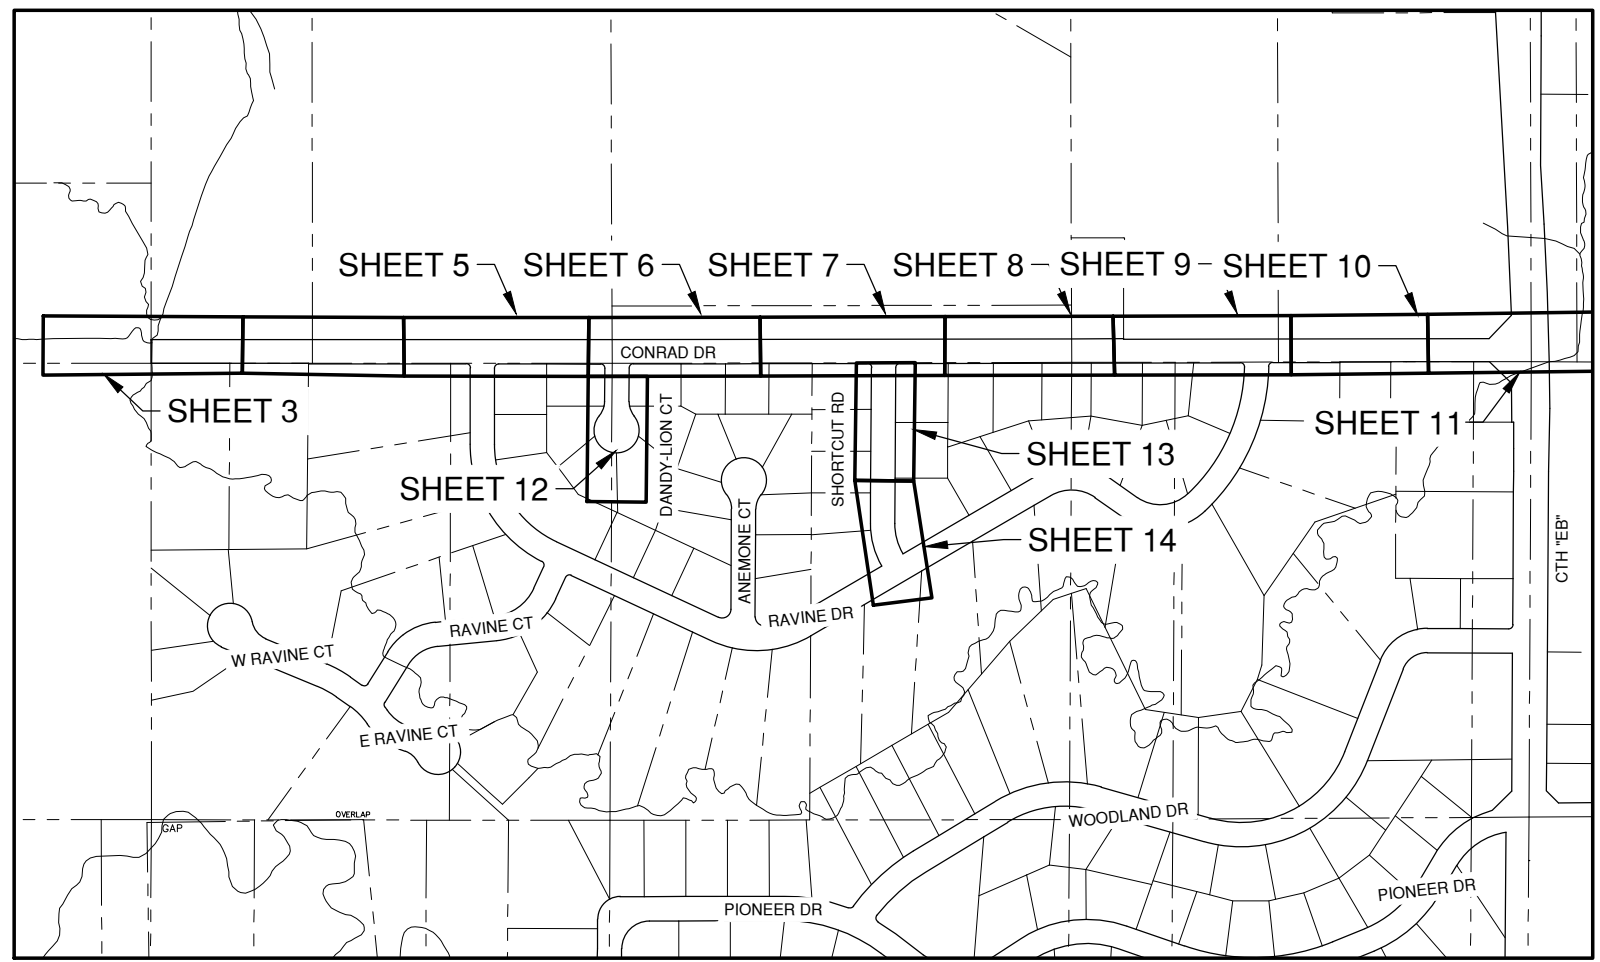 SHEET 5
SHEET 6
SHEET 7
SHEET 8
SHEET 9
SHEET 10
CONRAD DR
SHEET 3
SHEET 11
SHEET 12
DANDY-LION CT
SHORTCUT RD
SHEET 13
ANEMONE CT
SHEET 14
CTH "EB"
RAVINE DR
RAVINE CT
W RAVINE CT
E RAVINE CT
OVERLAP
GAP
WOODLAND DR
PIONEER DR
PIONEER DR